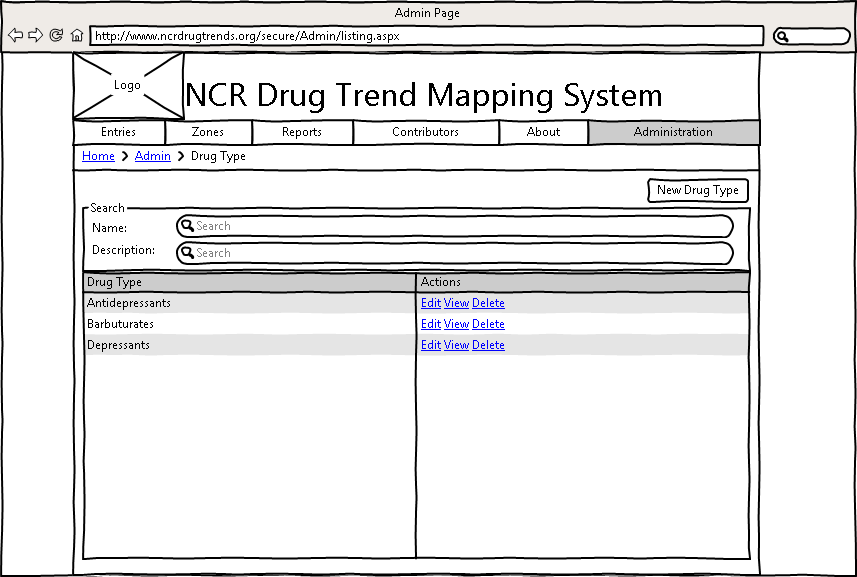 Admin Page
http://www.ncrdrugtrends.org/secure/Admin/listing.aspx
Logo
NCR Drug Trend Mapping System
Entries Zones Reports Contributors About Administration
Home > Admin > Drug Type
New Drug Type
Search
Name: Search
Description: Search
Drug Type Actions
Antidepressants Edit View Delete
Barbuturates Edit View Delete
Depressants Edit View Delete